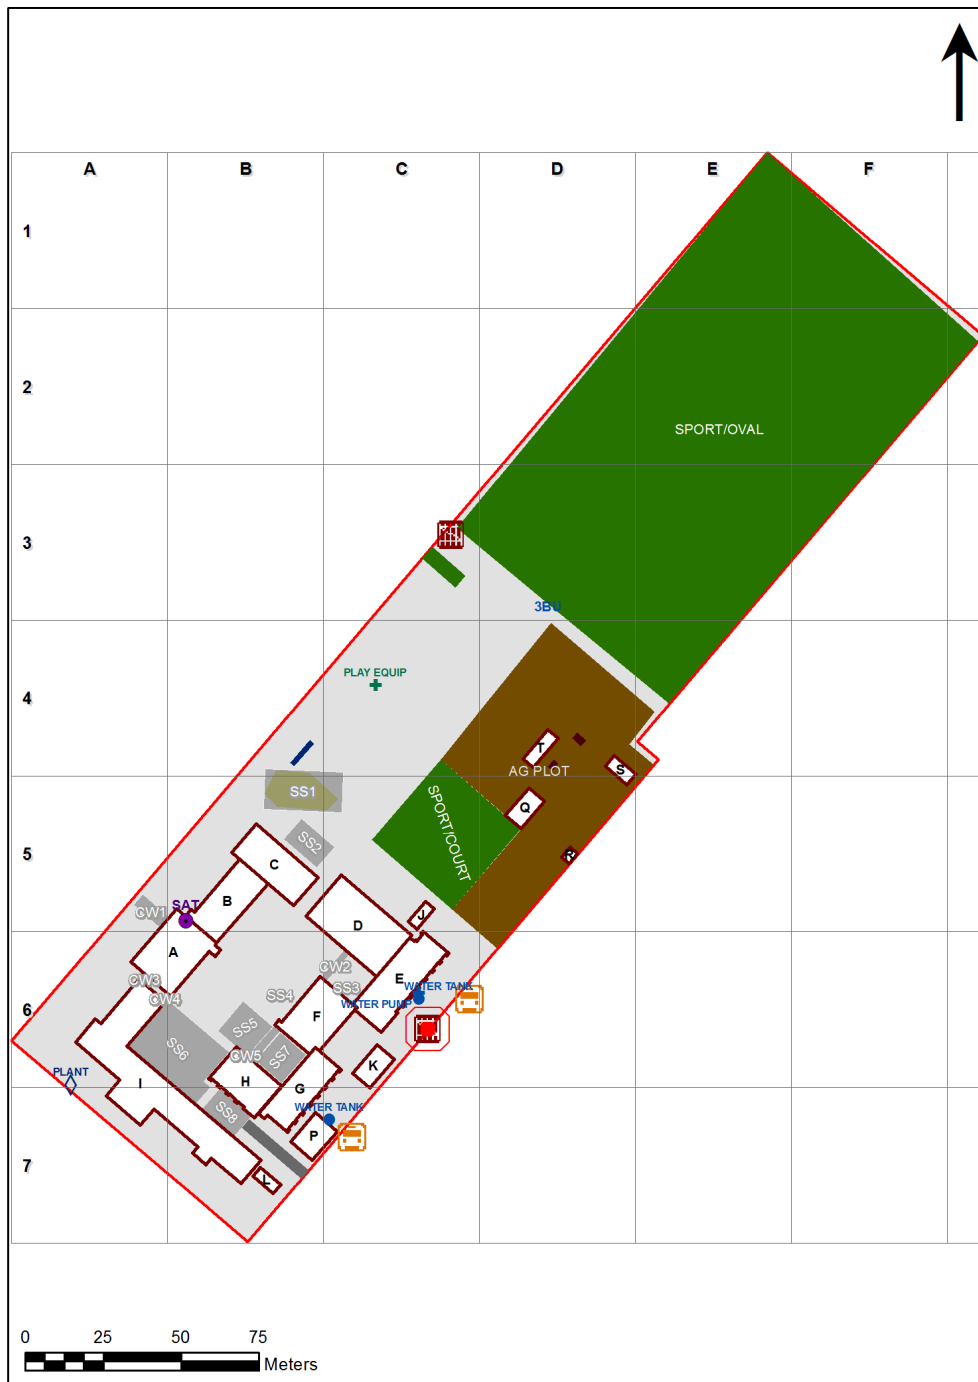 A B C D E F
1
2
SPORT/OVAL
3
3BU
PLAY EQUIP
4
T
AG PLOT
S
SS1
Q
SPORT/COURT
SS2
5
R
C
B
SAT
CW1
J
D
A
CW2
E
CW3
SS3
WATER TANK
CW4
SS4
WATER PUMP
6
F
SS5
SS6
CW5
SS7
K
PLANT
I
H
G
WATER TANK
SS8
P
7
L
0 25 50 75
Meters